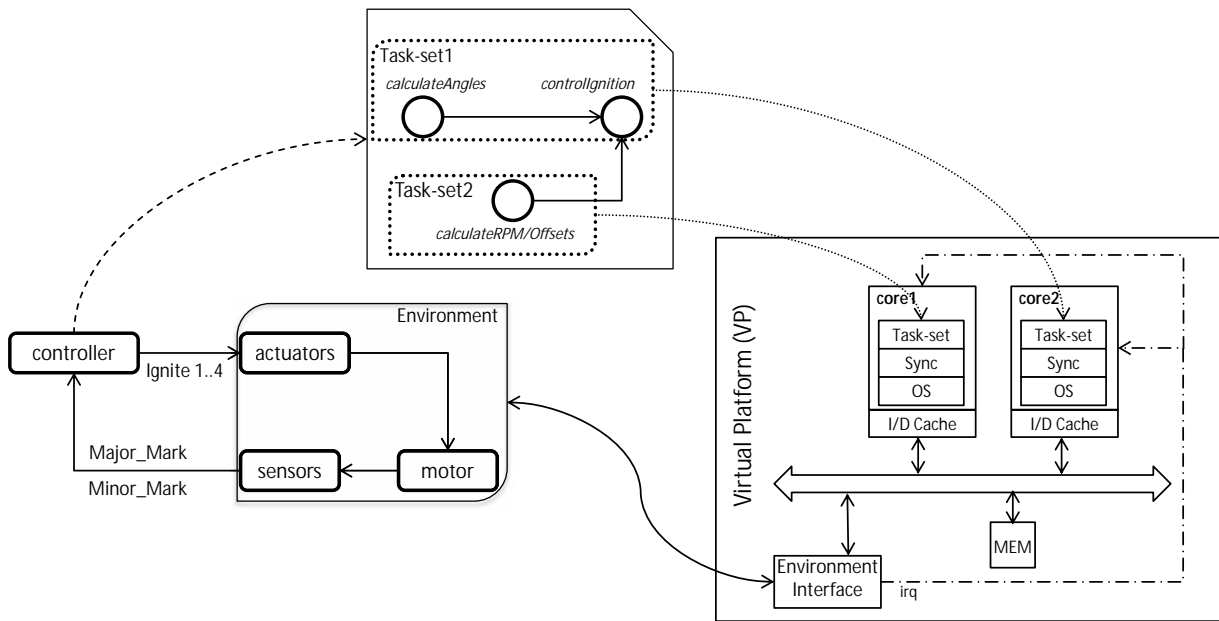 Task-set1
calculateAngles
controlIgnition
Task-set2
calculateRPM/Offsets
controller
Ignite 1..4
Environment
actuators
Major_Mark
Minor_Mark
sensors
motor
Virtual Platform (VP)
core1
Task-set
Sync
OS
I/D Cache
core2
Task-set
Sync
OS
I/D Cache
MEM
Environment
Interface
irq